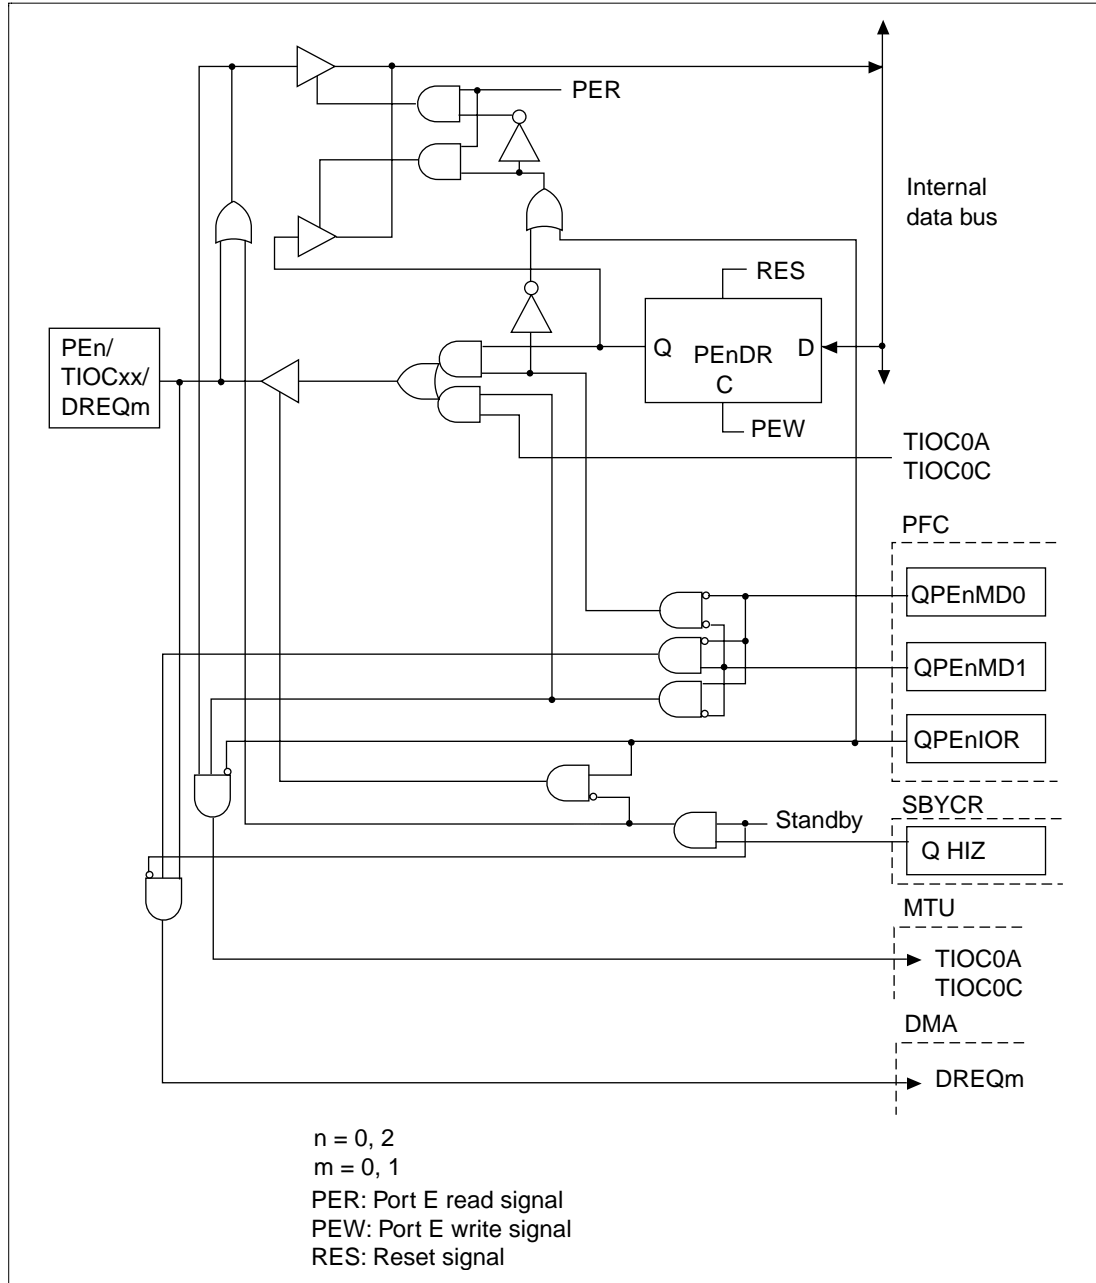 PER
Internal
data bus
RES
PEn/
TIOCxx/
DREQm
Q
PEnDR
D
C
PEW
TIOC0A
TIOC0C
PFC
QPEnMD0
QPEnMD1
QPEnIOR
SBYCR
Standby
Q HIZ
MTU
TIOC0A
TIOC0C
DMA
DREQm
n = 0, 2
m = 0, 1
PER: Port E read signal
PEW: Port E write signal
RES: Reset signal